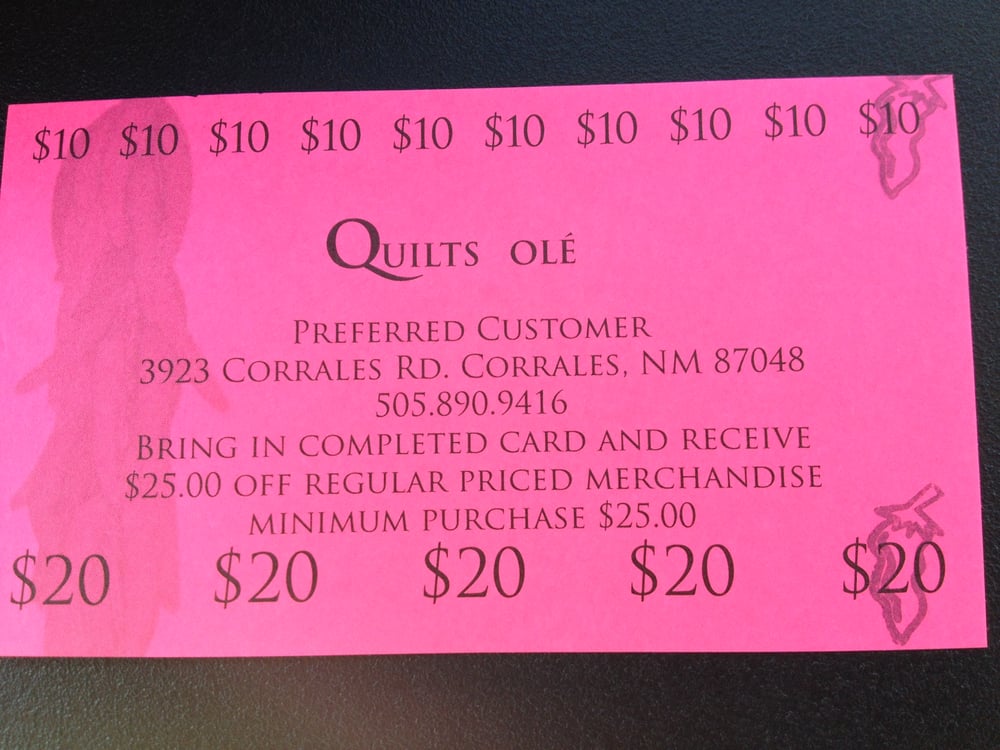 $10 $10 $10 $10 $10 $10 $10 $10 $10 $10
Quilts olé
Preferred Customer
3923 Corrales Rd. Corrales, NM 87048
505.890.9416
Bring in completed card and receive
$25.00 off regular priced merchandise
minimum purchase $25.00
$20 $20 $20 $20 $20